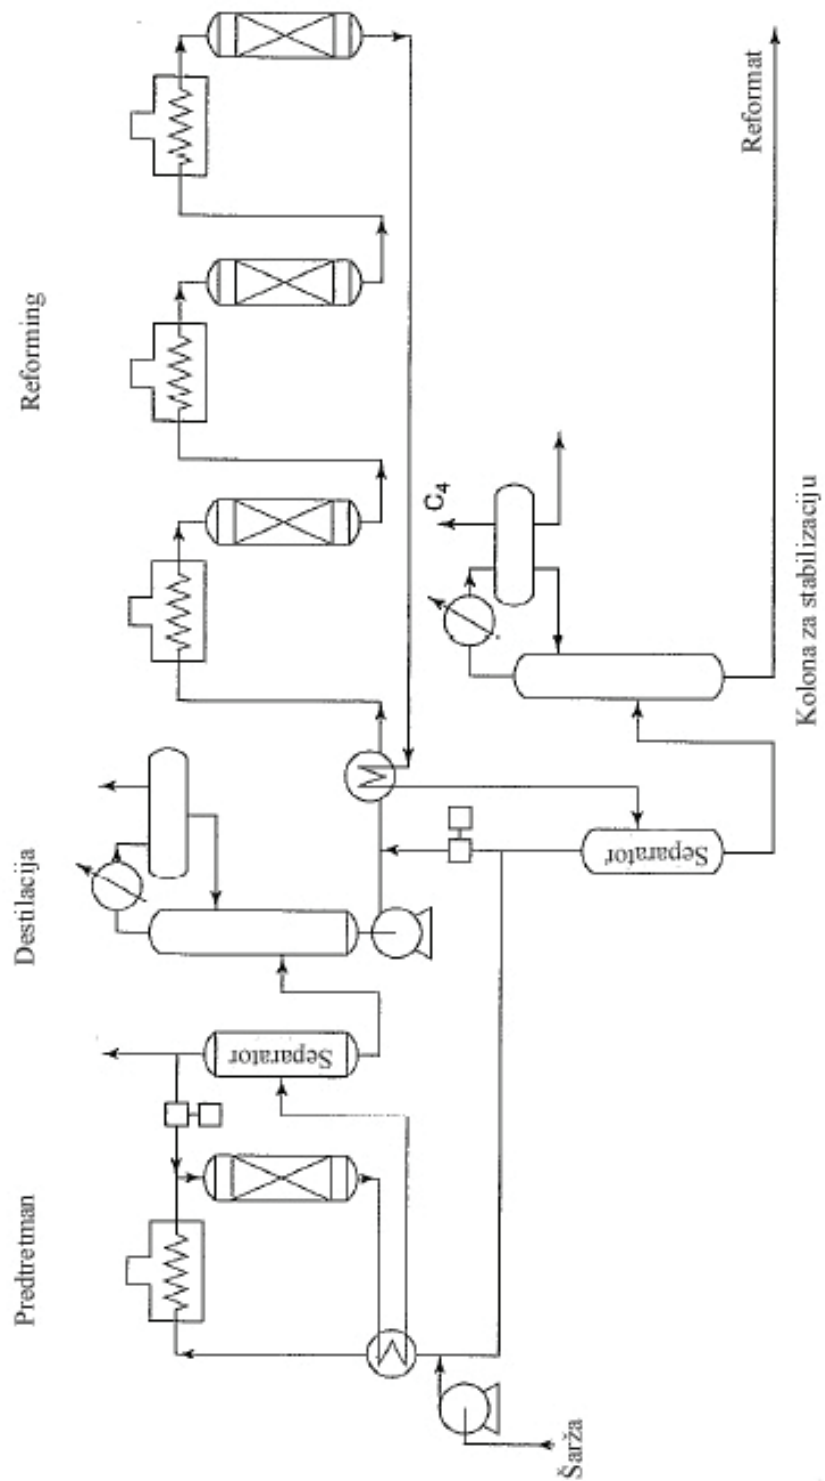 Predtretman
Destilacija
Reforming
Separator
C4
Separator
Reformat
Kolona za stabilizaciju
Šarža